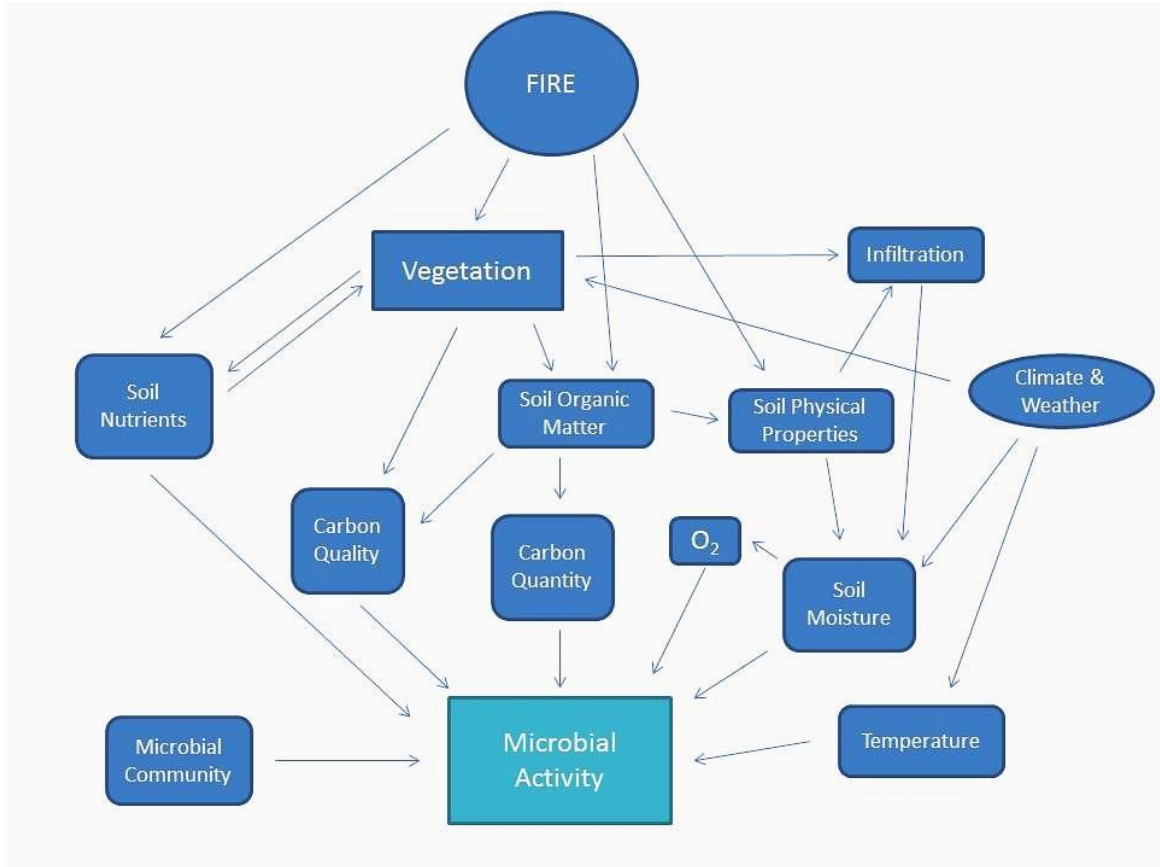 FIRE
Vegetation
Infiltration
Soil
Nutrients
Soil Organic
Matter
Soil Physical
Properties
Climate &
Weather
Carbon
Quality
Carbon
Quantity
O₂
Soil
Moisture
Microbial
Community
Microbial
Activity
Temperature